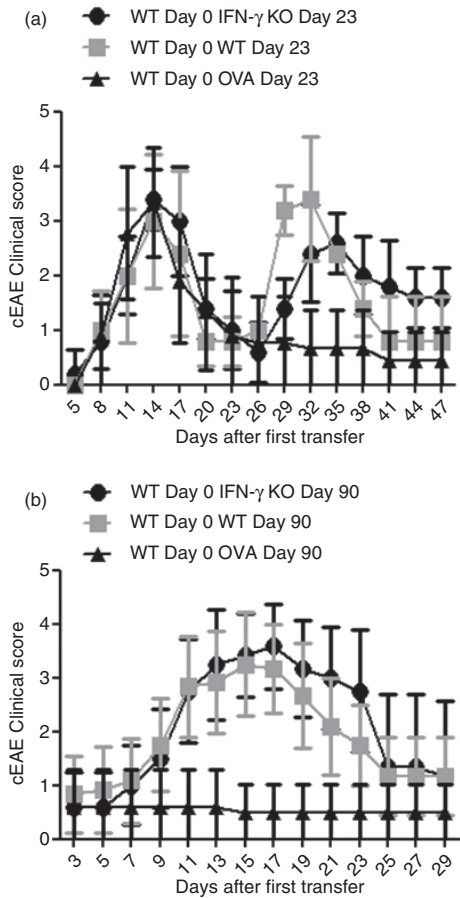 (a)
WT Day 0 IFN-γ KO Day 23
WT Day 0 WT Day 23
WT Day 0 OVA Day 23
cEAE Clinical score
5
4
3
2
1
0
5 8 11 14 17 20 23 26 29 32 35 38 41 44 47
Days after first transfer
(b)
WT Day 0 IFN-γ KO Day 90
WT Day 0 WT Day 90
WT Day 0 OVA Day 90
cEAE Clinical score
5
4
3
2
1
0
3 5 7 9 11 13 15 17 19 21 23 25 27 29
Days after first transfer